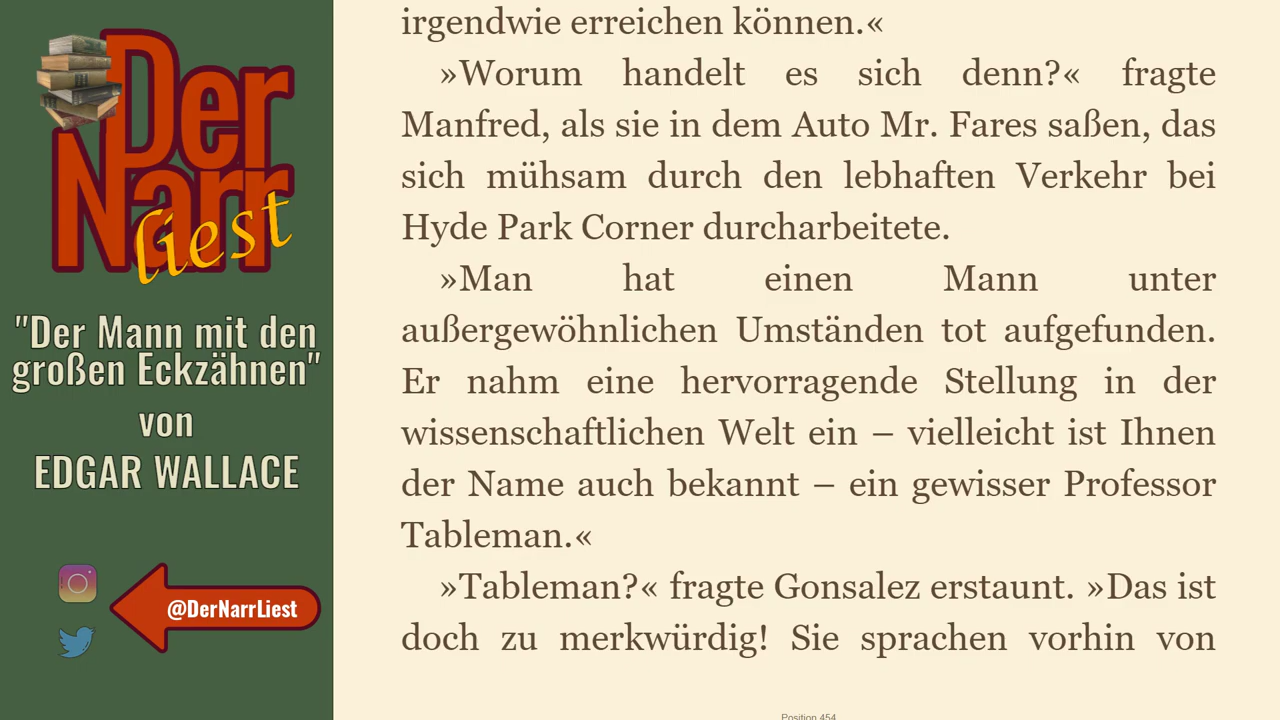 Der
Narr
liest
"Der Mann mit den
großen Eckzähnen"
von
EDGAR WALLACE
@DerNarrLiest
irgendwie erreichen können.«
»Worum handelt es sich denn?« fragte
Manfred, als sie in dem Auto Mr. Fares saßen, das
sich mühsam durch den lebhaften Verkehr bei
Hyde Park Corner durcharbeitete.
»Man hat einen Mann unter
außergewöhnlichen Umständen tot aufgefunden.
Er nahm eine hervorragende Stellung in der
wissenschaftlichen Welt ein – vielleicht ist Ihnen
der Name auch bekannt – ein gewisser Professor
Tableman.«
»Tableman?« fragte Gonsalez erstaunt. »Das ist
doch zu merkwürdig! Sie sprachen vorhin von
Position 454